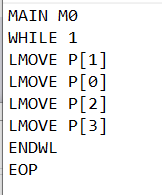 MAIN M0
WHILE 1
LMOVE P[1]
LMOVE P[0]
LMOVE P[2]
LMOVE P[3]
ENDWL
EOP